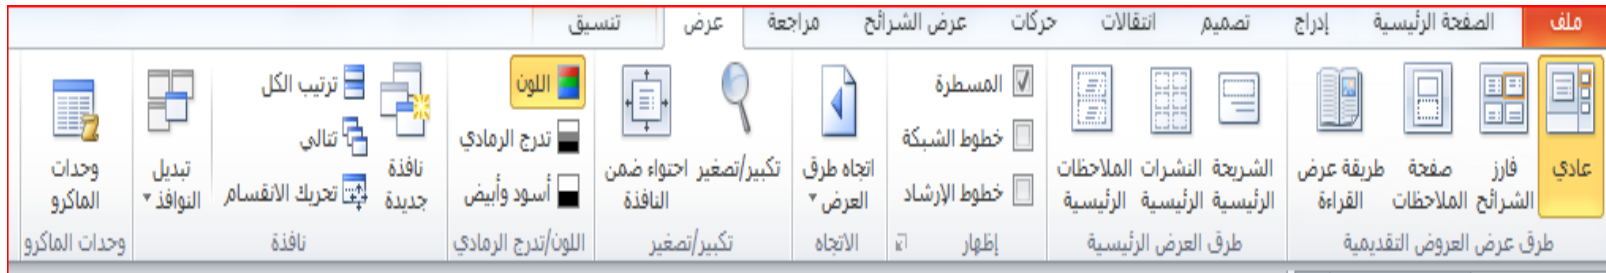 ملف الصفحة الرئيسية إدراج تصميم انتقالات حركات عرض الشرائح مراجعة عرض تنسيق
عادي
فارز
الشرائح
صفحة
الملاحظات
طريقة عرض
القراءة
طرق عرض العروض التقديمية
الشريحة
الرئيسية
النشرات
الرئيسية
الملاحظات
الرئيسية
طرق العرض الرئيسية
المسطرة
خطوط الشبكة
خطوط الإرشاد
إظهار
اتجاه طرق
العرض
الاتجاه
تكبير/تصغير
احتواء ضمن
النافذة
تكبير/تصغير
اللون
تدرج الرمادي
أسود وأبيض
اللون/تدرج الرمادي
نافذة
جديدة
ترتيب الكل
تتالي
تحريك الانقسام
تبديل
النوافذ
نافذة
وحدات
الماكرو
وحدات الماكرو